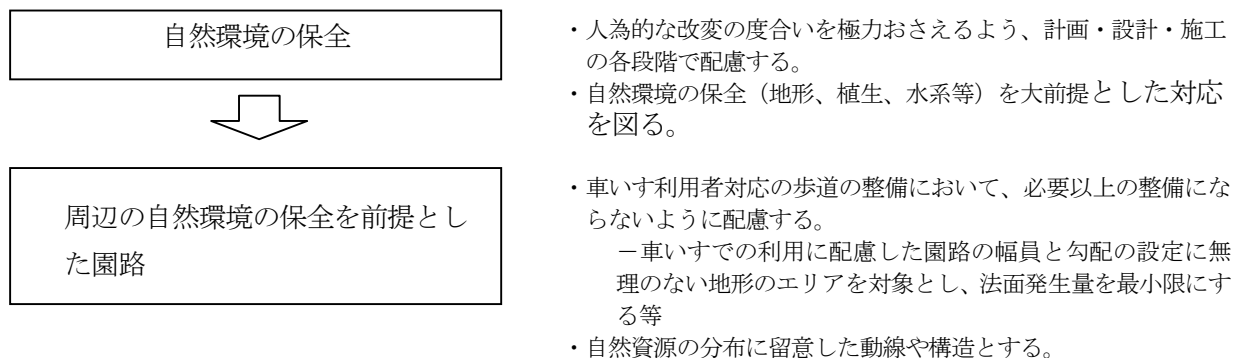 自然環境の保全
・人為的な改変の度合いを極力おさえるよう、計画・設計・施工
の各段階で配慮する。
・自然環境の保全（地形、植生、水系等）を大前提とした対応
を図る。
周辺の自然環境の保全を前提とし
た園路
・車いす利用者対応の歩道の整備において、必要以上の整備にな
らないように配慮する。
－車いすでの利用に配慮した園路の幅員と勾配の設定に無
理のない地形のエリアを対象とし、法面発生量を最小限にす
る等
・自然資源の分布に留意した動線や構造とする。